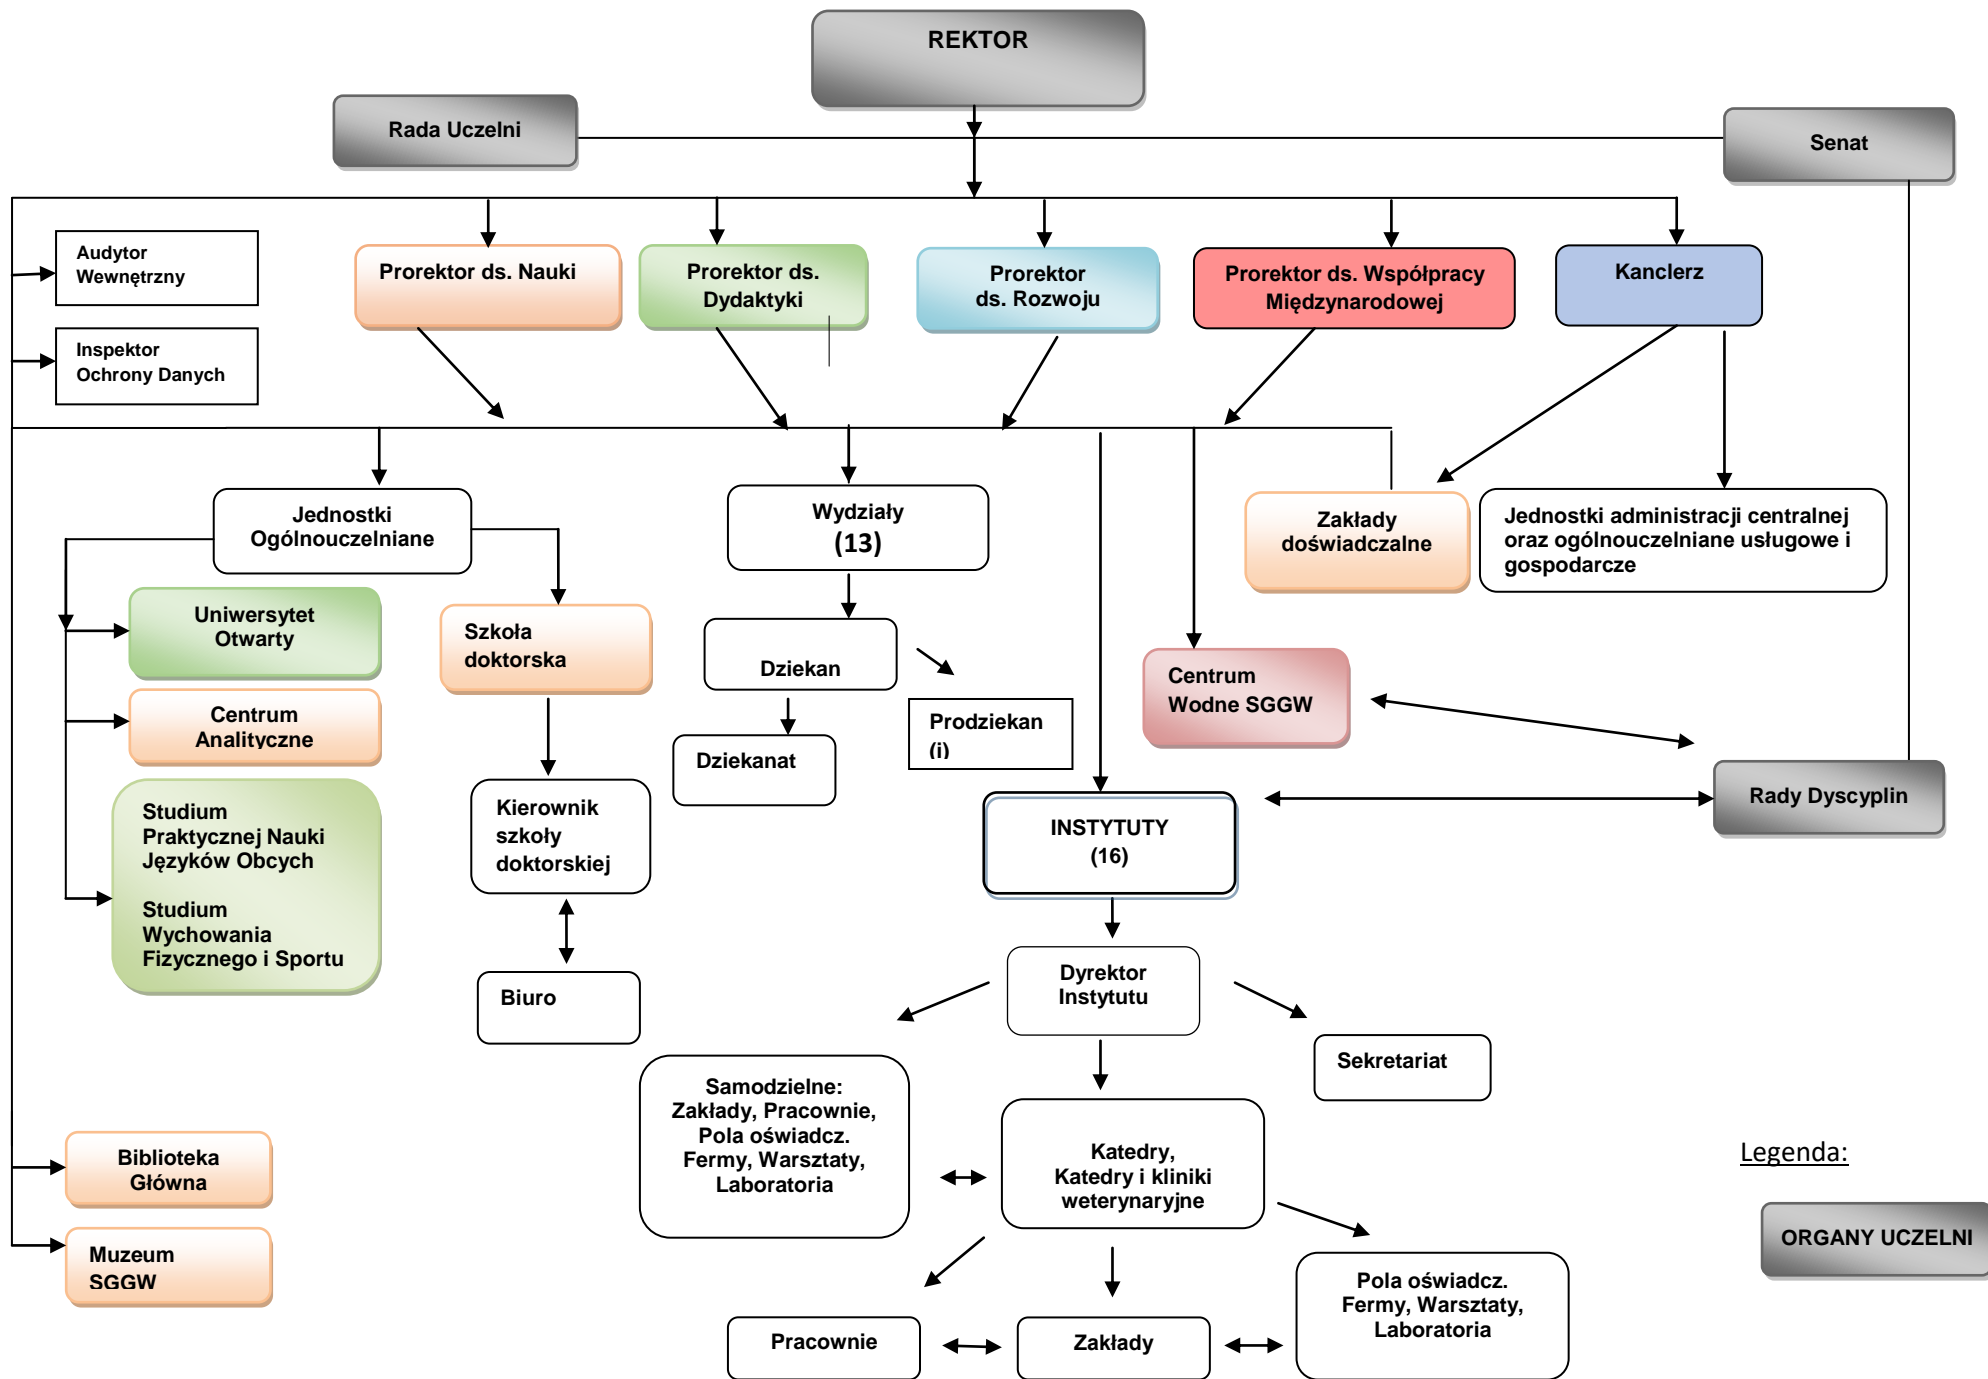 REKTOR
Rada Uczelni
Senat
Audytor
Wewnętrzny
Prorektor ds. Nauki
Prorektor ds.
Dydaktyki
Prorektor
ds. Rozwoju
Prorektor ds. Współpracy
Międzynarodowej
Kanclerz
Inspektor
Ochrony Danych
Jednostki
Ogólnouczelniane
Wydziały
(13)
Zakłady
doświadczalne
Jednostki administracji centralnej
oraz ogólnouczelniane usługowe i
gospodarcze
Uniwersytet
Otwarty
Szkoła
doktorska
Dziekan
Centrum
Wodne SGGW
Centrum
Analityczne
Dziekanat
Prodziekan
(i)
Rady Dyscyplin
Studium
Praktycznej Nauki
Języków Obcych
Studium
Wychowania
Fizycznego i Sportu
Kierownik
szkoły
doktorskiej
INSTYTUTY
(16)
Biuro
Dyrektor
Instytutu
Sekretariat
Samodzielne:
Zakłady, Pracownie,
Pola oświadcz.
Fermy, Warsztaty,
Laboratoria
Katedry,
Katedry i kliniki
weterynaryjne
Biblioteka
Główna
Legenda:
Muzeum
SGGW
ORGANY UCZELNI
Pola oświadcz.
Fermy, Warsztaty,
Laboratoria
Pracownie
Zakłady